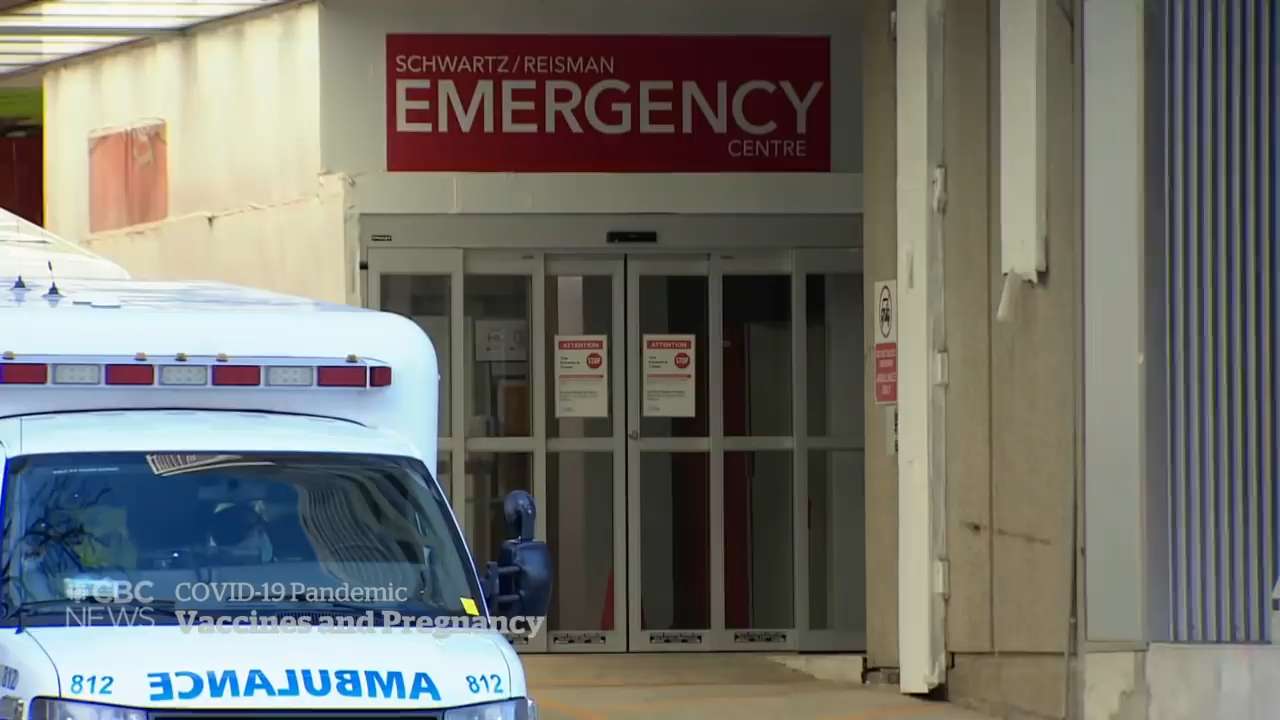 SCHWARTZ/REISMAN
EMERGENCY
CENTRE
ATTENTION
STOP
ATTENTION
STOP
CBC
NEWS
COVID-19 Pandemic
Vaccines and Pregnancy
812
AMBULANCE
812
812